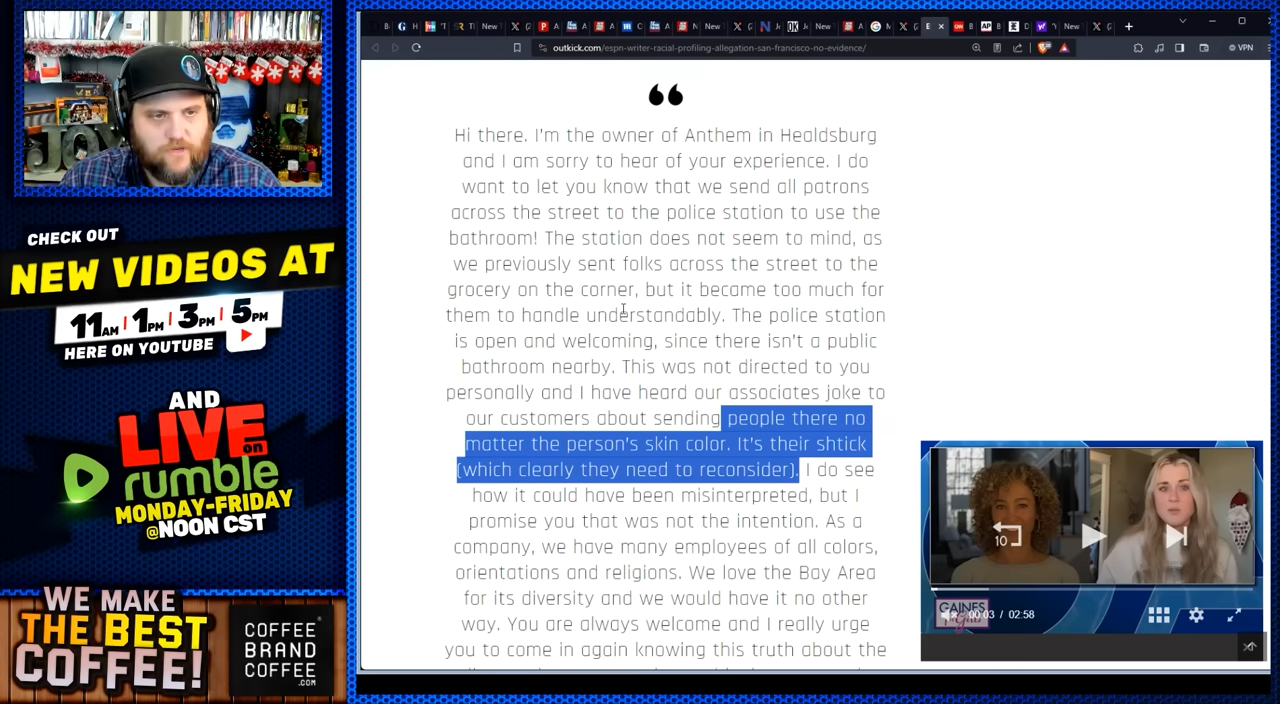 CHECK OUT
NEW VIDEOS AT
11AM | 1PM | 3PM | 5PM
HERE ON YOUTUBE
AND
LIVE on
rumble
MONDAY-FRIDAY
@NOON CST
WE MAKE
THE BEST
COFFEE!
COFFEE
BRAND
COFFEE
.COM
JOY
New
New
New
outkick.com/espn-writer-racial-profiling-allegation-san-francisco-no-evidence/
VPN
Hi there. I'm the owner of Anthem in Healdsburg
and I am sorry to hear of your experience. I do
want to let you know that we send all patrons
across the street to the police station to use the
bathroom! The station does not seem to mind, as
we previously sent folks across the street to the
grocery on the corner, but it became too much for
them to handle understandably. The police station
is open and welcoming, since there isn't a public
bathroom nearby. This was not directed to you
personally and I have heard our associates joke to
our customers about sending people there no
matter the person's skin color. It's their shtick
(which clearly they need to reconsider). I do see
how it could have been misinterpreted, but I
promise you that was not the intention. As a
company, we have many employees of all colors,
orientations and religions. We love the Bay Area
for its diversity and we would have it no other
way. You are always welcome and I really urge
you to come in again knowing this truth about the
10
GAINES
00:03 / 02:58